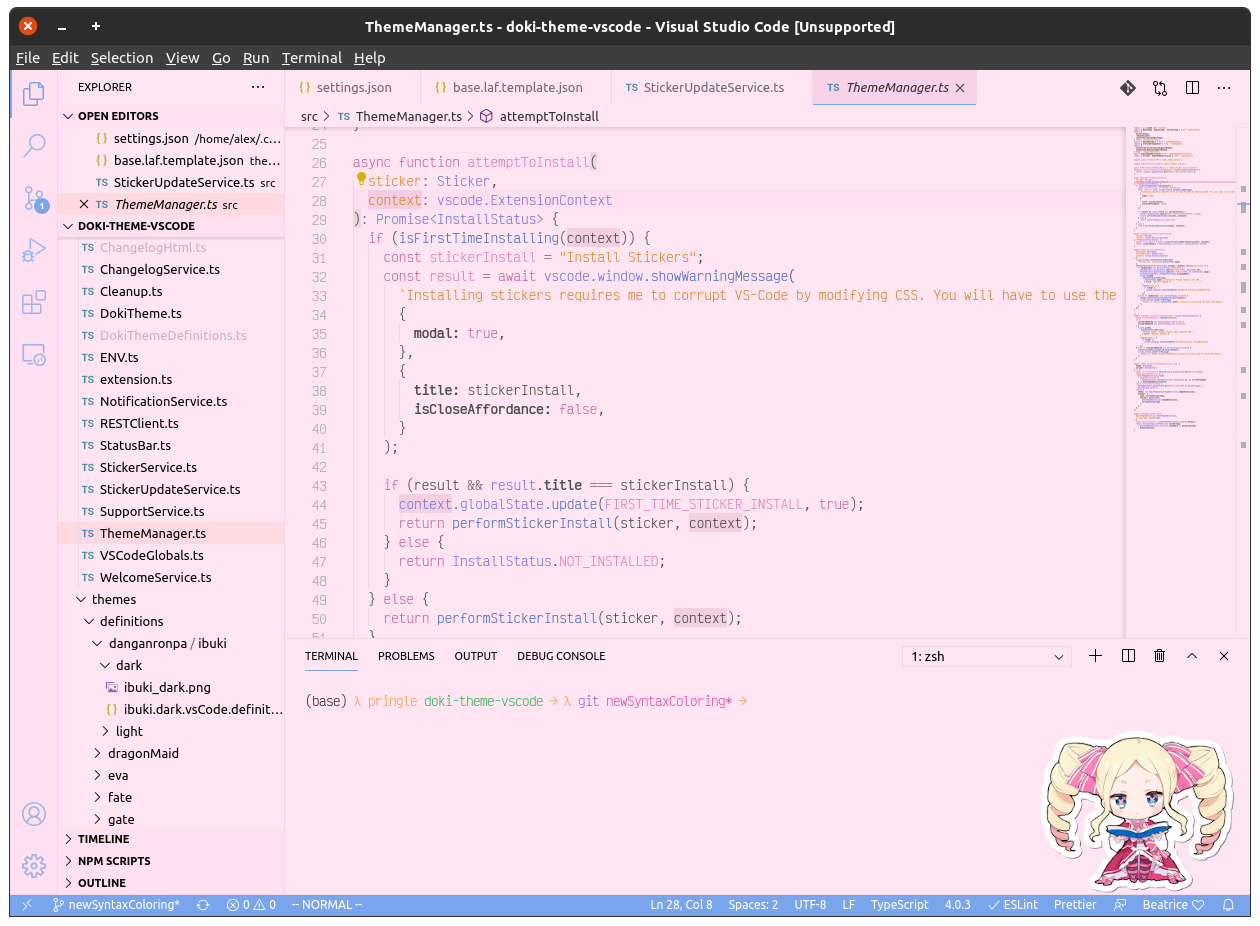 ThemeManager.ts - doki-theme-vscode - Visual Studio Code [Unsupported]
File Edit Selection View Go Run Terminal Help
EXPLORER
OPEN EDITORS
{} settings.json /home/alex/.c...
{} base.laf.template.json the...
TS StickerUpdateService.ts src
TS ThemeManager.ts src
DOKI-THEME-VSCODE
TS ChangelogHtml.ts
TS ChangelogService.ts
TS Cleanup.ts
TS DokiTheme.ts
TS DokiThemeDefinitions.ts
TS ENV.ts
TS extension.ts
TS NotificationService.ts
TS RESTClient.ts
TS StatusBar.ts
TS StickerService.ts
TS StickerUpdateService.ts
TS SupportService.ts
TS ThemeManager.ts
TS VSCodeGlobals.ts
TS WelcomeService.ts
themes
definitions
danganronpa / ibuki
dark
ibuki_dark.png
{} ibuki.dark.vsCode.definit...
light
dragonMaid
eva
fate
gate
TIMELINE
NPM SCRIPTS
OUTLINE
1
{} settings.json {} base.laf.template.json TS StickerUpdateService.ts TS ThemeManager.ts
src > TS ThemeManager.ts > attemptToInstall
24 }
25
26 async function attemptToInstall(
27 sticker: Sticker,
28 context: vscode.ExtensionContext
29 ): Promise<InstallStatus> {
30 if (isFirstTimeInstalling(context)) {
31 const stickerInstall = "Install Stickers";
32 const result = await vscode.window.showWarningMessage(
33 `Installing stickers requires me to corrupt VS-Code by modifying CSS. You will have to use the
34 {
35 modal: true,
36 },
37 {
38 title: stickerInstall,
39 isCloseAffordance: false,
40 }
41 );
42
43 if (result && result.title === stickerInstall) {
44 context.globalState.update(FIRST_TIME_STICKER_INSTALL, true);
45 return performStickerInstall(sticker, context);
46 } else {
47 return InstallStatus.NOT_INSTALLED;
48 }
49 } else {
50 return performStickerInstall(sticker, context);
51 }
TERMINAL PROBLEMS OUTPUT DEBUG CONSOLE 1: zsh
(base) λ pringle doki-theme-vscode → λ git newSyntaxColoring* →
newSyntaxColoring* 0 0 -- NORMAL -- Ln 28, Col 8 Spaces: 2 UTF-8 LF TypeScript 4.0.3 ESLint Prettier Beatrice ♡